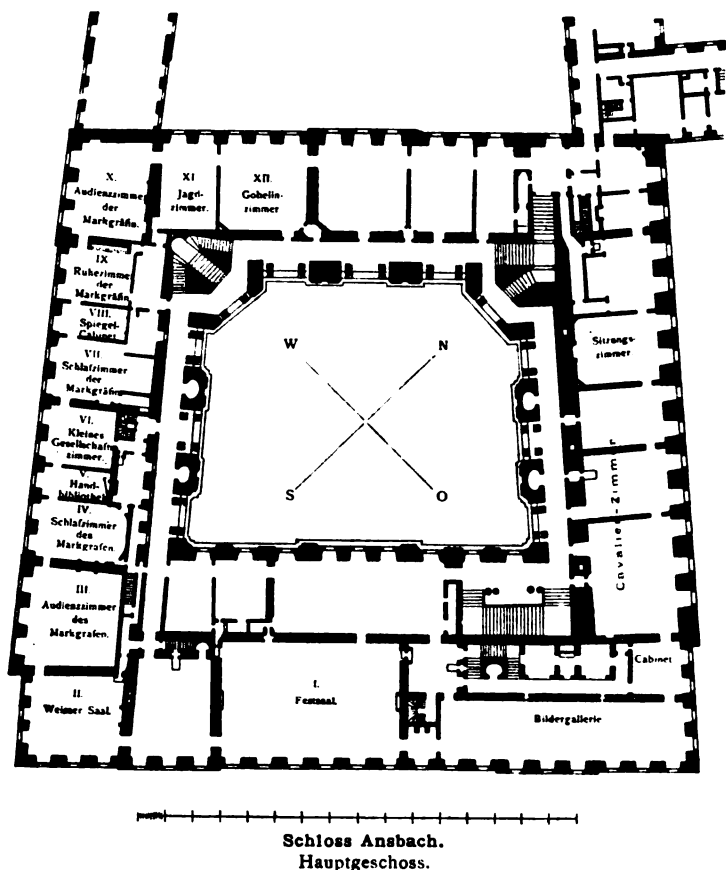 X.
Audienzzimmer
der
Markgräfin.
XI
Jagd-
zimmer.
XII.
Gobelin-
zimmer
IX
Ruhezimmer
der
Markgräfin
VIII.
Spiegel-
Cabinet
VII.
Schlafzimmer
der
Markgräfin
VI.
Kleines
Gesellschafts
zimmer.
V.
Hand-
bibliothek
IV.
Schlafzimmer
des
Markgrafen.
III.
Audienzzimmer
des
Markgrafen.
II.
Weisser Saal.
W
N
S
O
Sitzungs-
zimmer
Cavalier-Zimmer
I.
Festsaal.
Cabinet
Bildergallerie
Schloss Ansbach.
Hauptgeschoss.